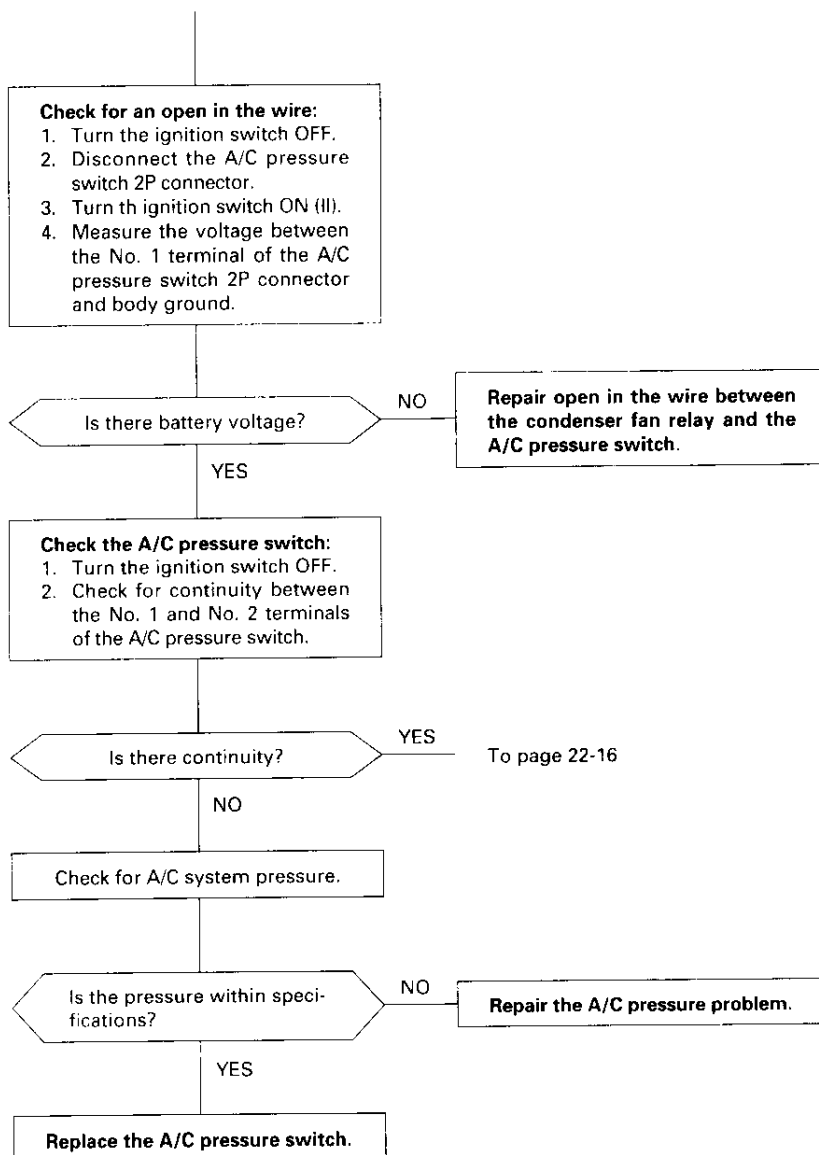 Check for an open in the wire:
1. Turn the ignition switch OFF.
2. Disconnect the A/C pressure
switch 2P connector.
3. Turn th ignition switch ON (II).
4. Measure the voltage between
the No. 1 terminal of the A/C
pressure switch 2P connector
and body ground.
Is there battery voltage?
NO
Repair open in the wire between
the condenser fan relay and the
A/C pressure switch.
YES
Check the A/C pressure switch:
1. Turn the ignition switch OFF.
2. Check for continuity between
the No. 1 and No. 2 terminals
of the A/C pressure switch.
Is there continuity?
YES
To page 22-16
NO
Check for A/C system pressure.
Is the pressure within speci-
fications?
NO
Repair the A/C pressure problem.
YES
Replace the A/C pressure switch.